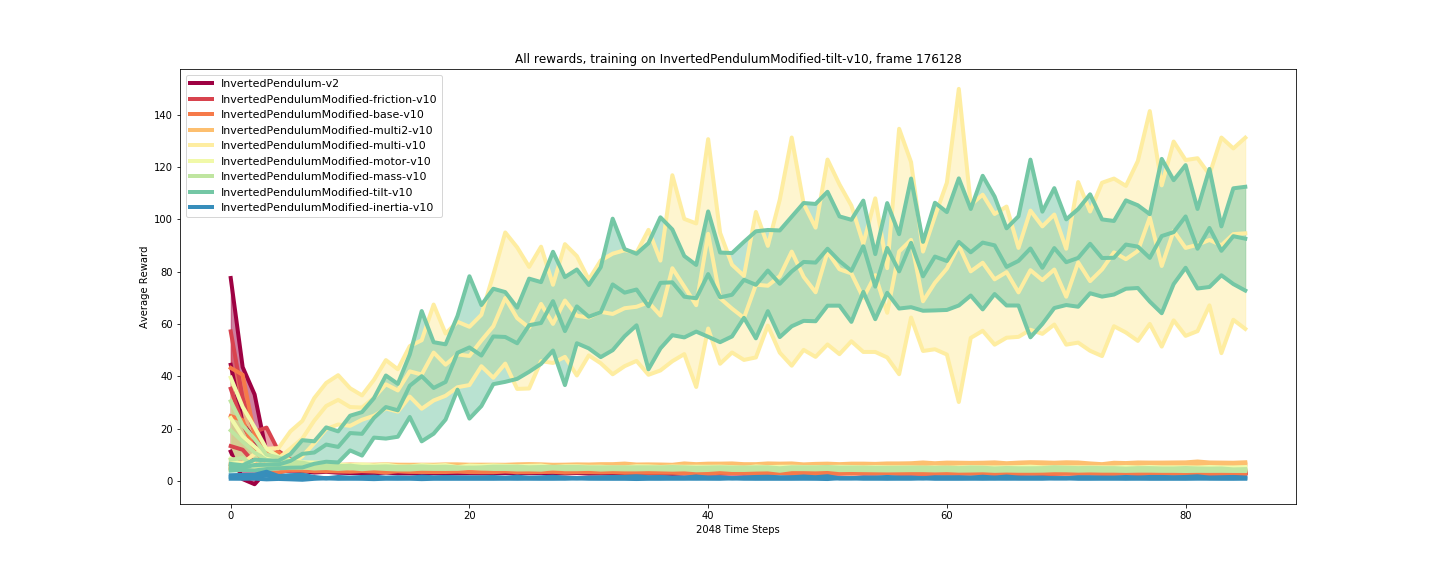 All rewards, training on InvertedPendulumModified-tilt-v10, frame 176128
InvertedPendulum-v2
InvertedPendulumModified-friction-v10
InvertedPendulumModified-base-v10
InvertedPendulumModified-multi2-v10
InvertedPendulumModified-multi-v10
InvertedPendulumModified-motor-v10
InvertedPendulumModified-mass-v10
InvertedPendulumModified-tilt-v10
InvertedPendulumModified-inertia-v10
Average Reward
140
120
100
80
60
40
20
0
0 20 40 60 80
2048 Time Steps